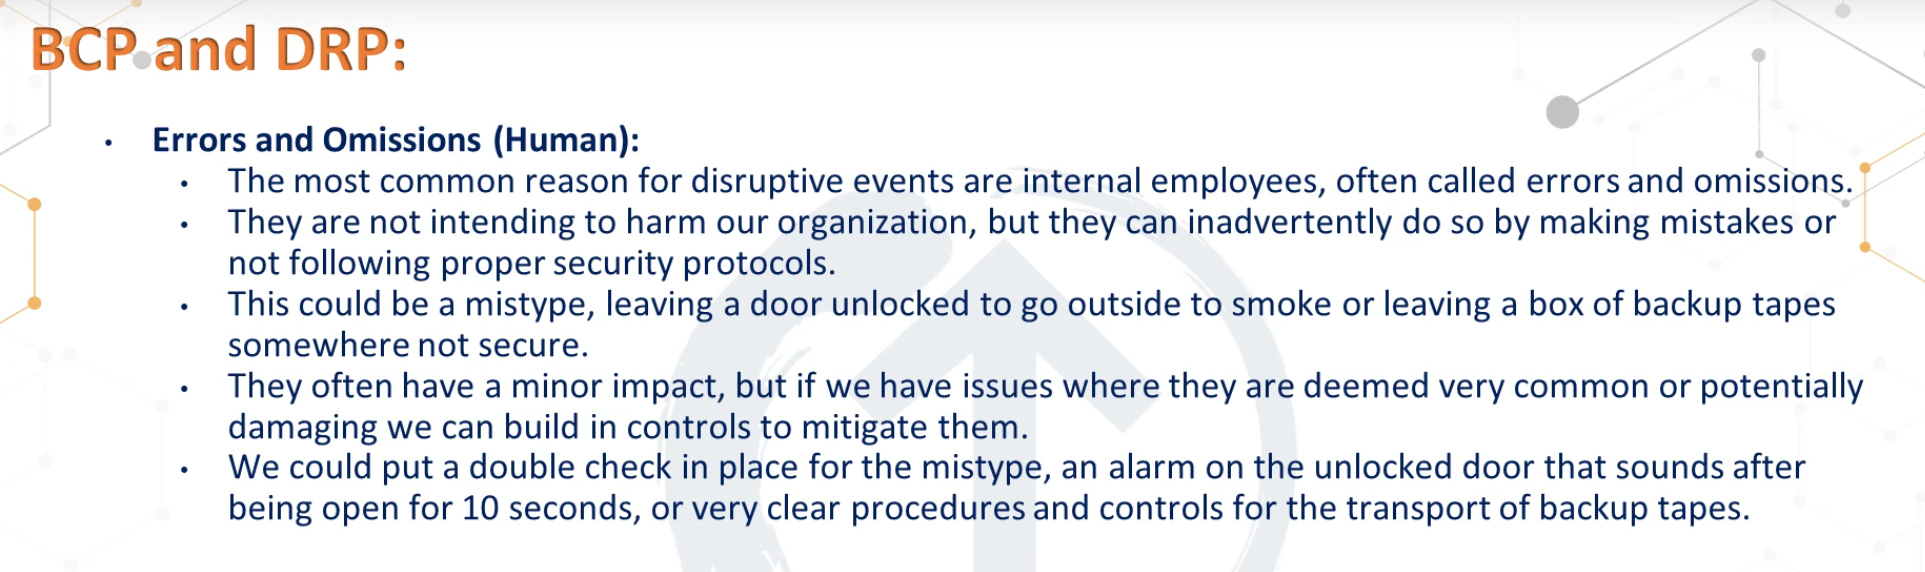 BCP and DRP:
• Errors and Omissions (Human):
• The most common reason for disruptive events are internal employees, often called errors and omissions.
• They are not intending to harm our organization, but they can inadvertently do so by making mistakes or
not following proper security protocols.
• This could be a mistype, leaving a door unlocked to go outside to smoke or leaving a box of backup tapes
somewhere not secure.
• They often have a minor impact, but if we have issues where they are deemed very common or potentially
damaging we can build in controls to mitigate them.
• We could put a double check in place for the mistype, an alarm on the unlocked door that sounds after
being open for 10 seconds, or very clear procedures and controls for the transport of backup tapes.